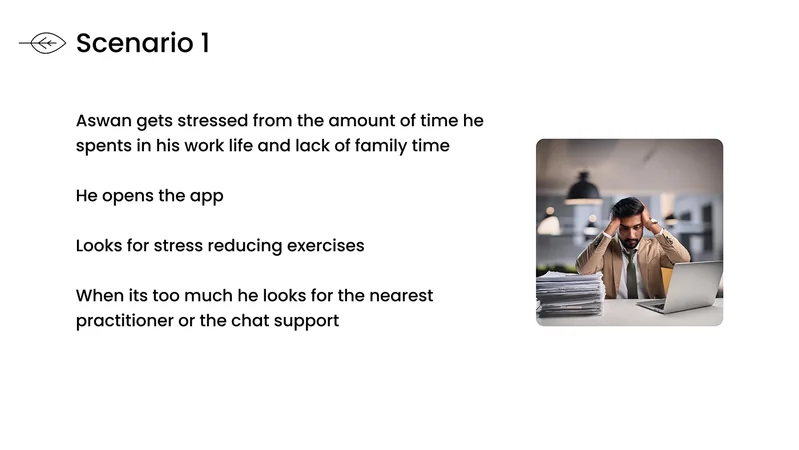 Scenario 1
Aswan gets stressed from the amount of time he
spents in his work life and lack of family time
He opens the app
Looks for stress reducing exercises
When its too much he looks for the nearest
practitioner or the chat support